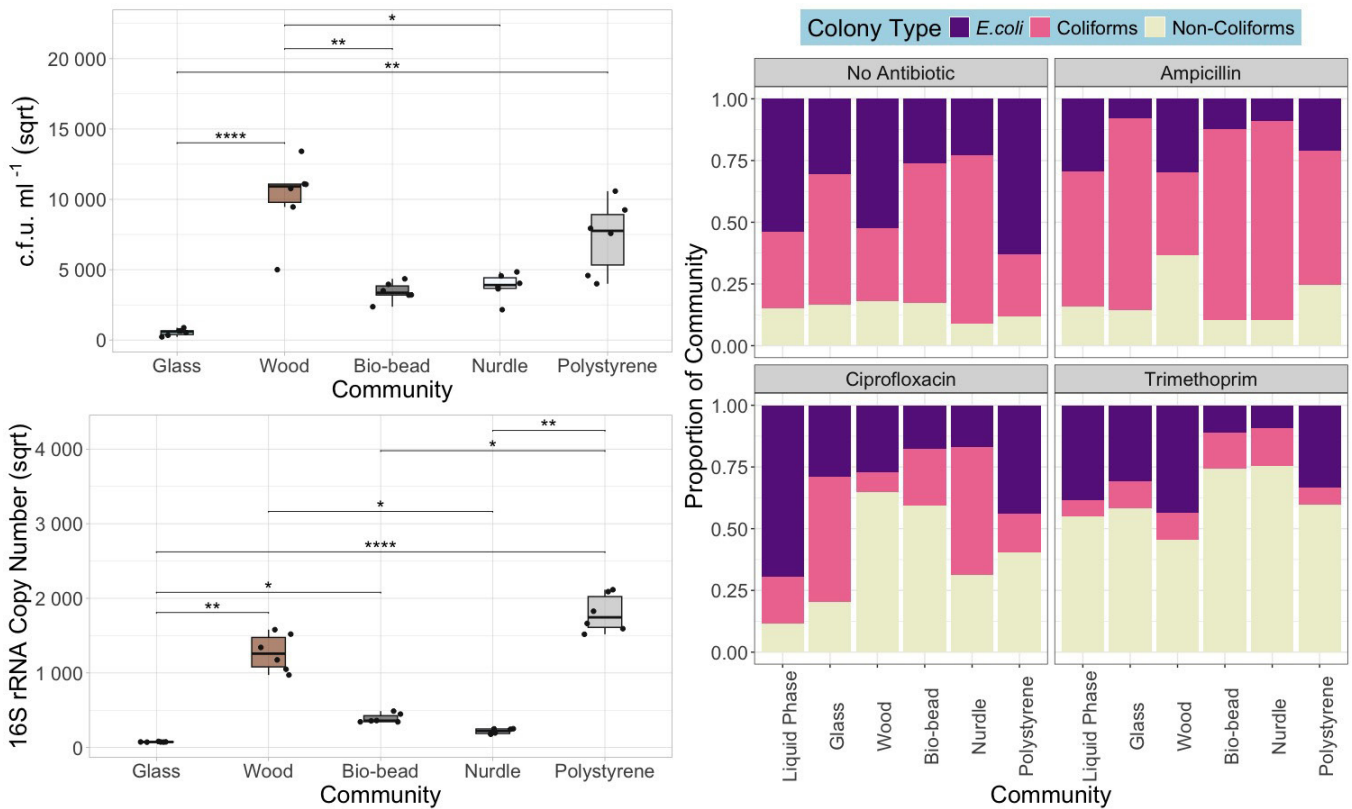 c.f.u. ml ⁻¹ (sqrt)
20 000
15 000
10 000
5 000
0
*
**
**
****
Glass Wood Bio-bead Nurdle Polystyrene
Community
16S rRNA Copy Number (sqrt)
4 000
3 000
2 000
1 000
0
**
*
*
****
*
**
Glass Wood Bio-bead Nurdle Polystyrene
Community
Colony Type E.coli Coliforms Non-Coliforms
Proportion of Community
No Antibiotic Ampicillin
1.00
0.75
0.50
0.25
0.00
Ciprofloxacin Trimethoprim
1.00
0.75
0.50
0.25
0.00
Liquid Phase Glass Wood Bio-bead Nurdle Polystyrene Liquid Phase Glass Wood Bio-bead Nurdle Polystyrene
Community